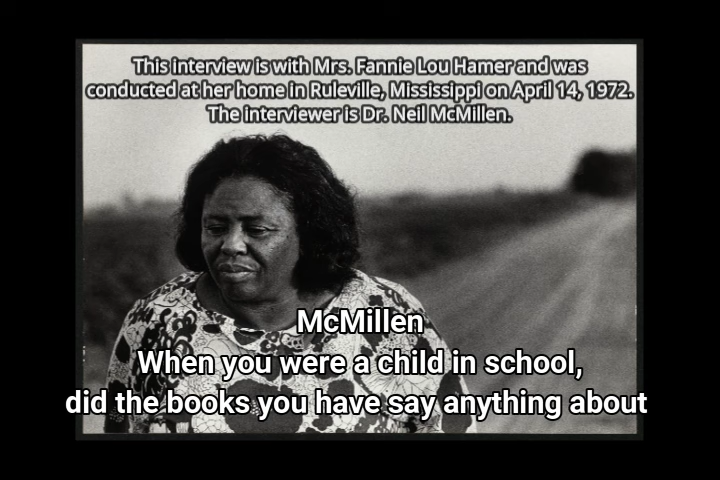 This interview is with Mrs. Fannie Lou Hamer and was
conducted at her home in Ruleville, Mississippi on April 14, 1972.
The interviewer is Dr. Neil McMillen.
McMillen
When you were a child in school,
did the books you have say anything about